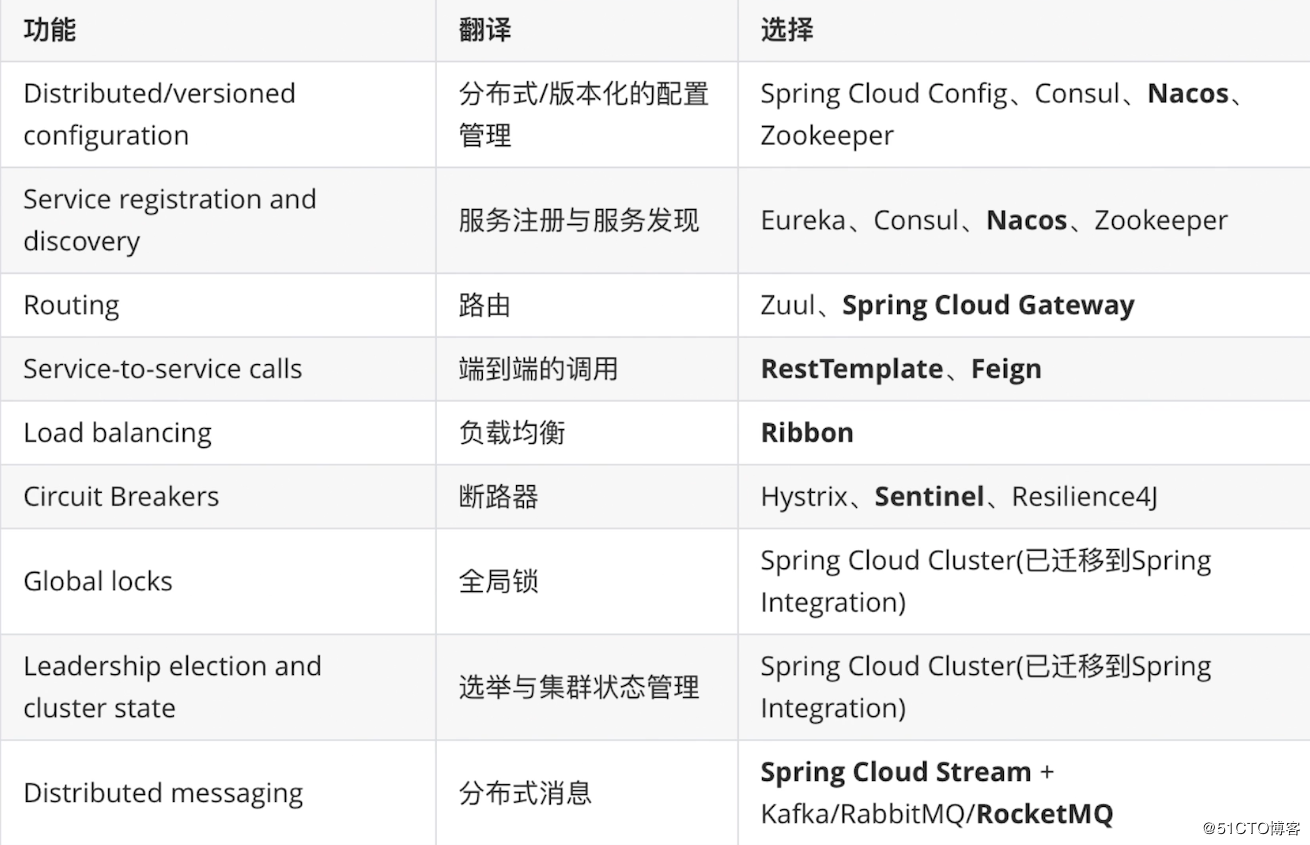 功能
翻译
选择
Distributed/versioned
configuration
分布式/版本化的配置
管理
Spring Cloud Config、Consul、Nacos、
Zookeeper
Service registration and
discovery
服务注册与服务发现
Eureka、Consul、Nacos、Zookeeper
Routing
路由
Zuul、Spring Cloud Gateway
Service-to-service calls
端到端的调用
RestTemplate、Feign
Load balancing
负载均衡
Ribbon
Circuit Breakers
断路器
Hystrix、Sentinel、Resilience4J
Global locks
全局锁
Spring Cloud Cluster(已迁移到Spring
Integration)
Leadership election and
cluster state
选举与集群状态管理
Spring Cloud Cluster(已迁移到Spring
Integration)
Distributed messaging
分布式消息
Spring Cloud Stream +
Kafka/RabbitMQ/RocketMQ
@51CTO博客